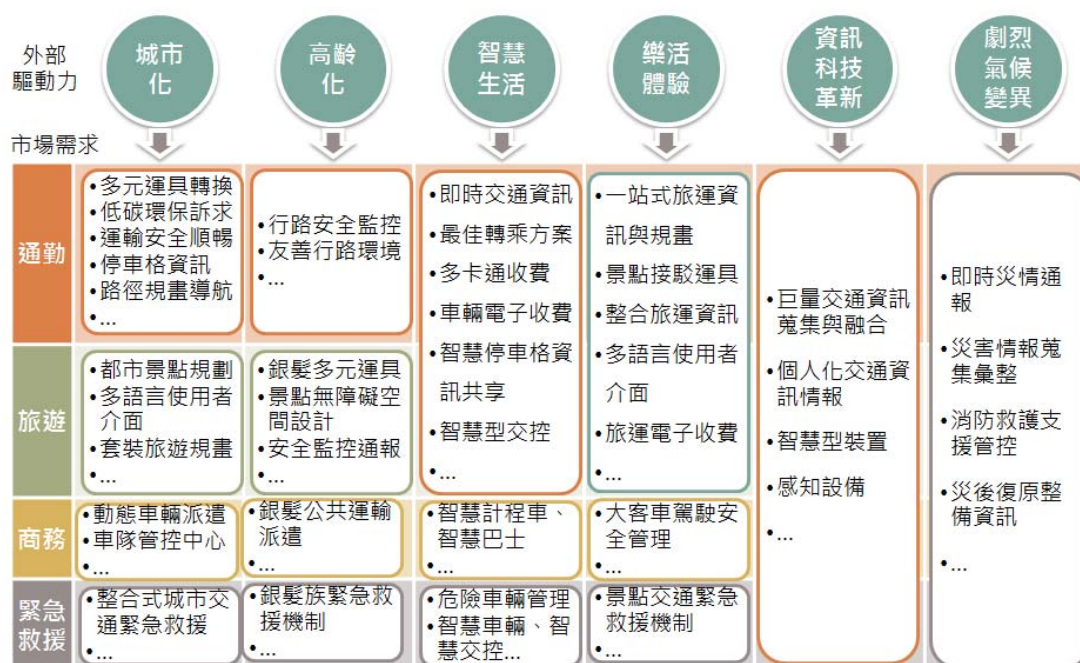 外部
驅動力
城市
化
高齡
化
智慧
生活
樂活
體驗
資訊
科技
革新
劇烈
氣候
變異
市場需求
通勤
•多元運具轉換
•低碳環保訴求
•運輸安全順暢
•停車格資訊
•路徑規畫導航
•...
•行路安全監控
•友善行路環境
•...
•即時交通資訊
•最佳轉乘方案
•多卡通收費
•車輛電子收費
•智慧停車格資
訊共享
•智慧型交控
•...
•一站式旅運資
訊與規畫
•景點接駁運具
•整合旅運資訊
•多語言使用者
介面
•旅運電子收費
•...
•巨量交通資訊
蒐集與融合
•個人化交通資
訊情報
•智慧型裝置
•感知設備
•...
•即時災情通
報
•災害情報蒐
集彙整
•消防救護支
援管控
•災後復原整
備資訊
•...
旅遊
•都市景點規劃
•多語言使用者
介面
•套裝旅遊規畫
•...
•銀髮多元運具
•景點無障礙空
間設計
•安全監控通報
•...
商務
•動態車輛派遣
•車隊管控中心
•...
•銀髮公共運輸
派遣
•...
•智慧計程車、
智慧巴士
•...
•大客車駕駛安
全管理
•...
緊急
救援
•整合式城市交
通緊急救援
•...
•銀髮族緊急救
援機制
•...
•危險車輛管理
•智慧車輛、智
慧交控...
•景點交通緊急
救援機制
•...